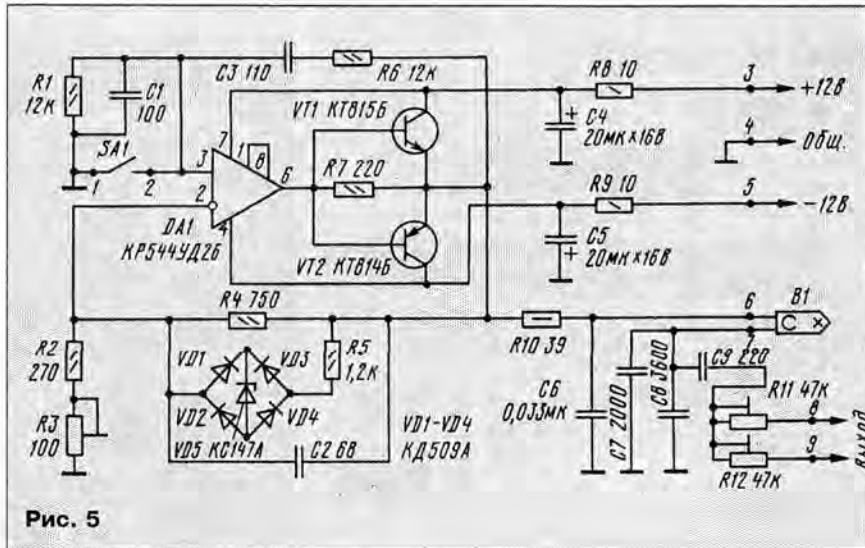 C3 110
R6 12к
R1
12к
C1
100
SA1
1
2
3
2
7
1
8
6
4
DA1
КР544УД2Б
VT1 КТ815Б
R7 220
VT2 КТ814Б
R8 10
3
+12В
C4
20мк×16В
4
Общ.
R9 10
5
-12В
C5
20мк×16В
R4 750
R2
270
R3
100
VD1
VD3
VD2
VD4
R5
1,2к
VD5 КС147А
C2 68
VD1-VD4
КД509А
R10 39
6
B1
7
C6
0,033мк
C7 2000
C8 3600
C9 220
R11 47к
8
9
R12 47к
Выход
Рис. 5